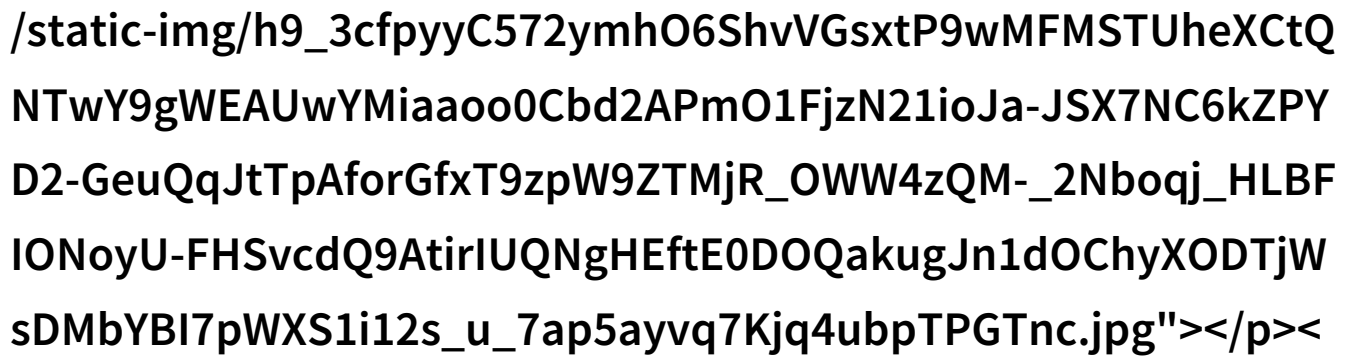 /static-img/h9_3cfpyyC572ymhO6ShvVGsxtP9wMFMSTUheXCtQ
NTwY9gWEAUwYMiaaoo0Cbd2APmO1FjzN21ioJa-JSX7NC6kZPY
D2-GeuQqJtTpAforGfxT9zpW9ZTMjR_OWW4zQM-_2Nboqj_HLBF
IONoyU-FHSvcdQ9AtirIUQNgHEftE0DOQakugJn1dOChyXODTjW
sDMbYBI7pWXS1i12s_u_7ap5ayvq7Kjq4ubpTPGTnc.jpg"></p><